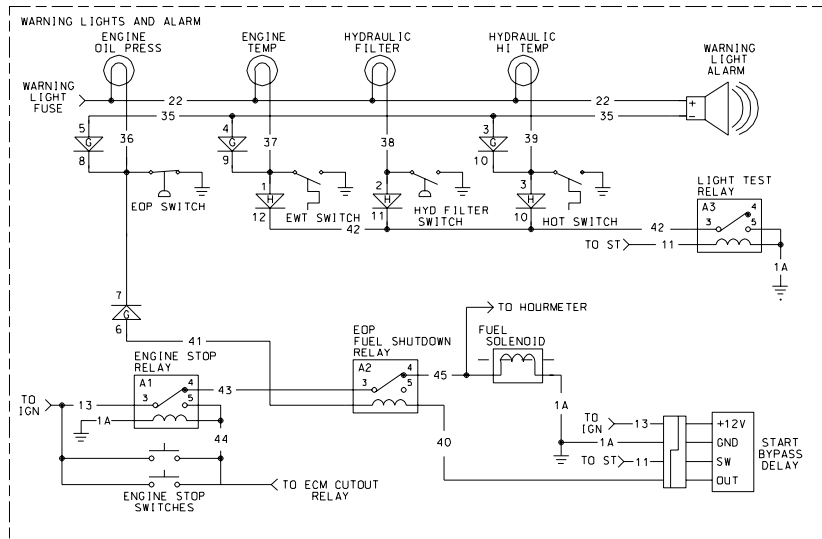 WARNING LIGHTS AND ALARM
ENGINE
OIL PRESS
ENGINE
TEMP
HYDRAULIC
FILTER
HYDRAULIC
HI TEMP
WARNING
LIGHT
ALARM
WARNING
LIGHT
FUSE
22
22
+
-
35
35
5
G
8
36
4
G
9
37
38
3
G
10
39
EOP SWITCH
1
H
12
EWT SWITCH
2
H
11
HYD FILTER
SWITCH
3
H
10
HOT SWITCH
42
42
LIGHT TEST
RELAY
A3
3
4
5
TO ST
11
1A
7
G
6
41
TO HOURMETER
ENGINE STOP
RELAY
A1
3
4
5
EOP
FUEL SHUTDOWN
RELAY
A2
3
4
5
FUEL
SOLENOID
45
43
TO
IGN
13
1A
44
40
1A
TO
IGN
13
+12V
1A
GND
TO ST
11
SW
OUT
START
BYPASS
DELAY
ENGINE STOP
SWITCHES
TO ECM CUTOUT
RELAY